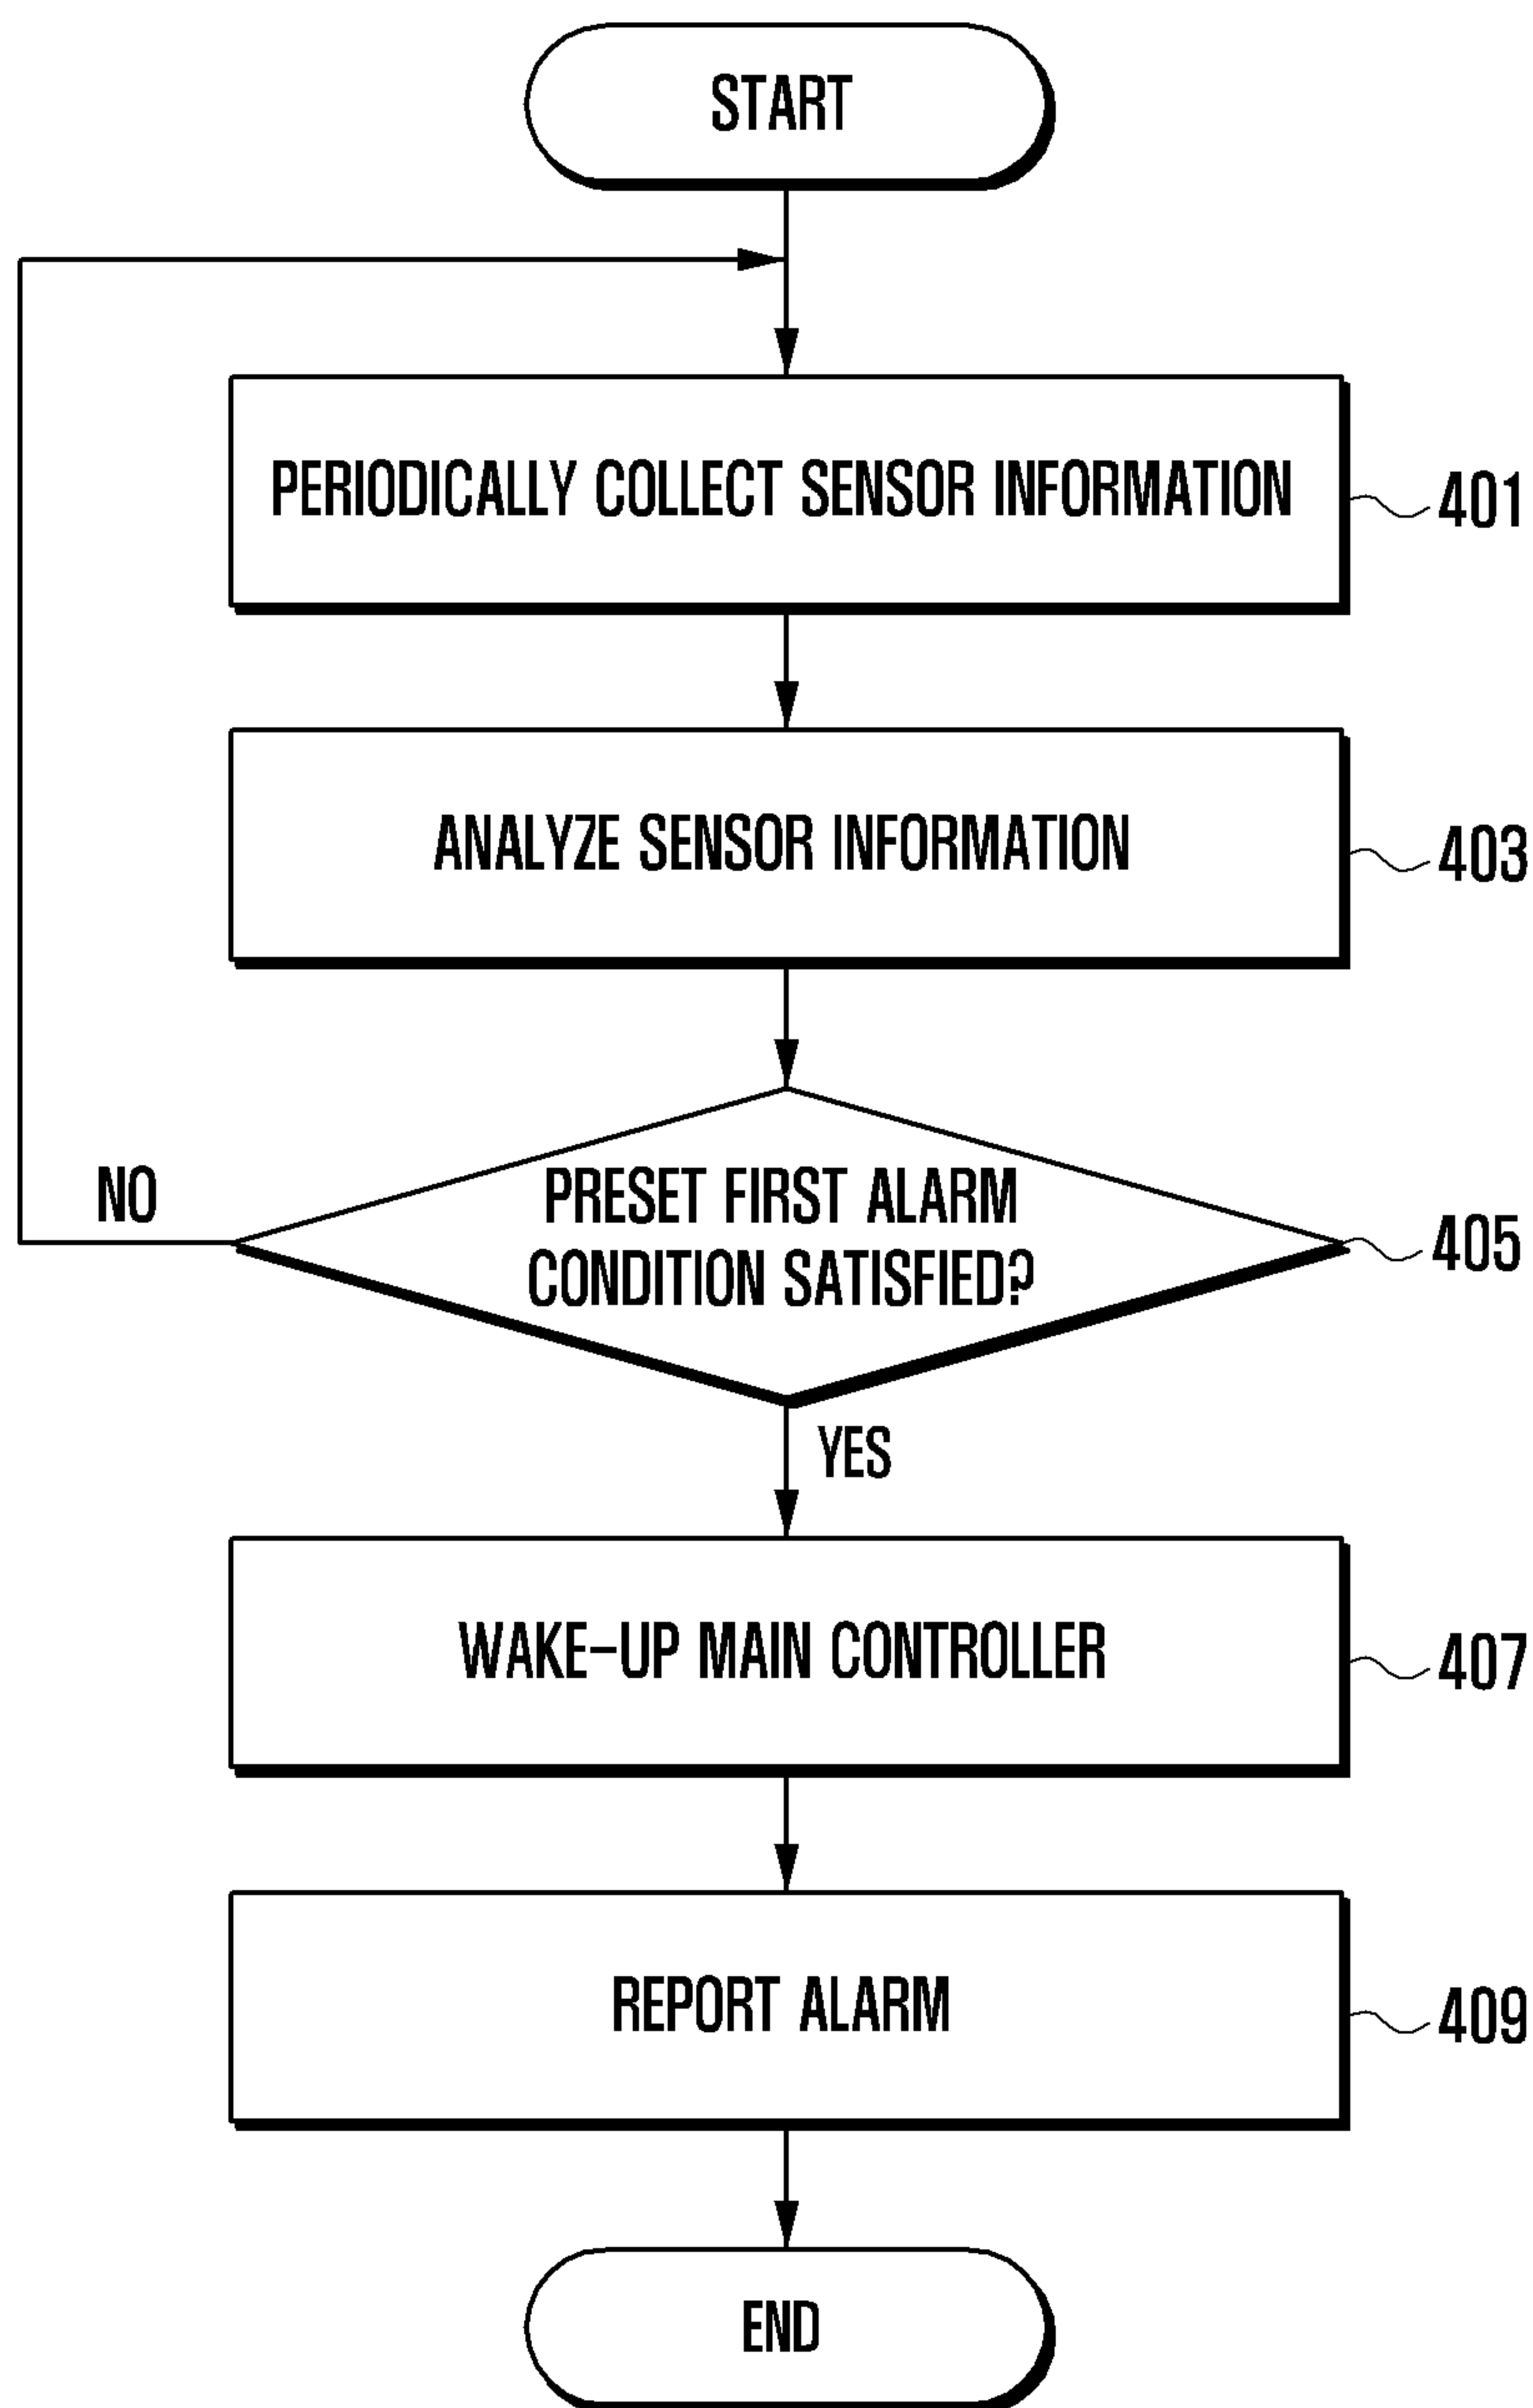 START
PERIODICALLY COLLECT SENSOR INFORMATION
401
ANALYZE SENSOR INFORMATION
403
NO
PRESET FIRST ALARM
CONDITION SATISFIED?
405
YES
WAKE-UP MAIN CONTROLLER
407
REPORT ALARM
409
END